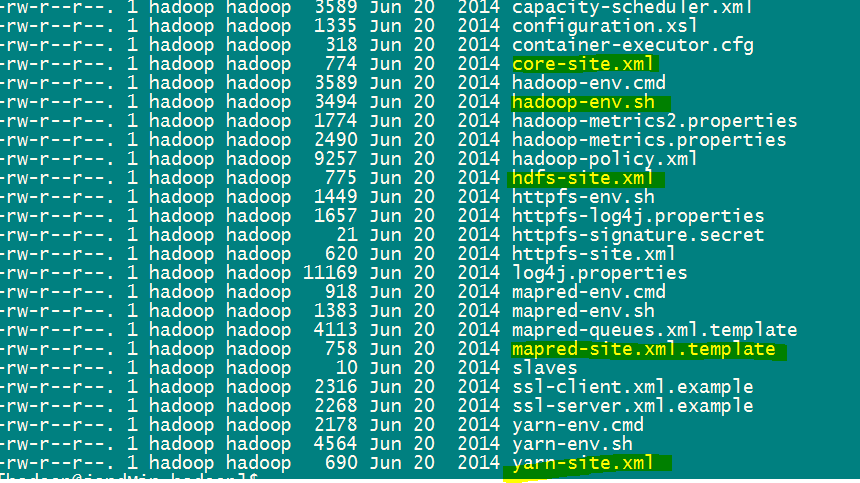 -rw-r--r--. 1 hadoop hadoop 3589 Jun 20 2014 capacity-scheduler.xml
-rw-r--r--. 1 hadoop hadoop 1335 Jun 20 2014 configuration.xsl
-rw-r--r--. 1 hadoop hadoop 318 Jun 20 2014 container-executor.cfg
-rw-r--r--. 1 hadoop hadoop 774 Jun 20 2014 core-site.xml
-rw-r--r--. 1 hadoop hadoop 3589 Jun 20 2014 hadoop-env.cmd
-rw-r--r--. 1 hadoop hadoop 3494 Jun 20 2014 hadoop-env.sh
-rw-r--r--. 1 hadoop hadoop 1774 Jun 20 2014 hadoop-metrics2.properties
-rw-r--r--. 1 hadoop hadoop 2490 Jun 20 2014 hadoop-metrics.properties
-rw-r--r--. 1 hadoop hadoop 9257 Jun 20 2014 hadoop-policy.xml
-rw-r--r--. 1 hadoop hadoop 775 Jun 20 2014 hdfs-site.xml
-rw-r--r--. 1 hadoop hadoop 1449 Jun 20 2014 httpfs-env.sh
-rw-r--r--. 1 hadoop hadoop 1657 Jun 20 2014 httpfs-log4j.properties
-rw-r--r--. 1 hadoop hadoop 21 Jun 20 2014 httpfs-signature.secret
-rw-r--r--. 1 hadoop hadoop 620 Jun 20 2014 httpfs-site.xml
-rw-r--r--. 1 hadoop hadoop 11169 Jun 20 2014 log4j.properties
-rw-r--r--. 1 hadoop hadoop 918 Jun 20 2014 mapred-env.cmd
-rw-r--r--. 1 hadoop hadoop 1383 Jun 20 2014 mapred-env.sh
-rw-r--r--. 1 hadoop hadoop 4113 Jun 20 2014 mapred-queues.xml.template
-rw-r--r--. 1 hadoop hadoop 758 Jun 20 2014 mapred-site.xml.template
-rw-r--r--. 1 hadoop hadoop 10 Jun 20 2014 slaves
-rw-r--r--. 1 hadoop hadoop 2316 Jun 20 2014 ssl-client.xml.example
-rw-r--r--. 1 hadoop hadoop 2268 Jun 20 2014 ssl-server.xml.example
-rw-r--r--. 1 hadoop hadoop 2178 Jun 20 2014 yarn-env.cmd
-rw-r--r--. 1 hadoop hadoop 4564 Jun 20 2014 yarn-env.sh
-rw-r--r--. 1 hadoop hadoop 690 Jun 20 2014 yarn-site.xml